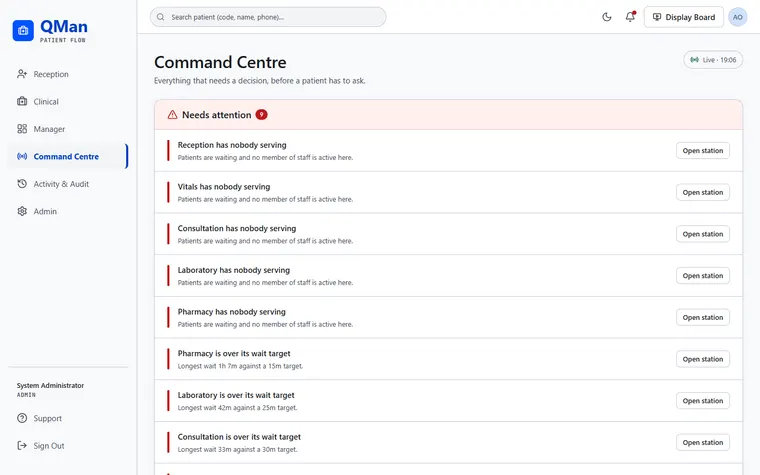 QMan
PATIENT FLOW
Search patient (code, name, phone)...
Display Board
AO
Reception
Clinical
Manager
Command Centre
Activity & Audit
Admin
System Administrator
ADMIN
Support
Sign Out
Command Centre
Everything that needs a decision, before a patient has to ask.
Live · 19:06
Needs attention 9
Reception has nobody serving
Patients are waiting and no member of staff is active here.
Open station
Vitals has nobody serving
Patients are waiting and no member of staff is active here.
Open station
Consultation has nobody serving
Patients are waiting and no member of staff is active here.
Open station
Laboratory has nobody serving
Patients are waiting and no member of staff is active here.
Open station
Pharmacy has nobody serving
Patients are waiting and no member of staff is active here.
Open station
Pharmacy is over its wait target
Longest wait 1h 7m against a 15m target.
Open station
Laboratory is over its wait target
Longest wait 42m against a 25m target.
Open station
Consultation is over its wait target
Longest wait 33m against a 30m target.
Open station